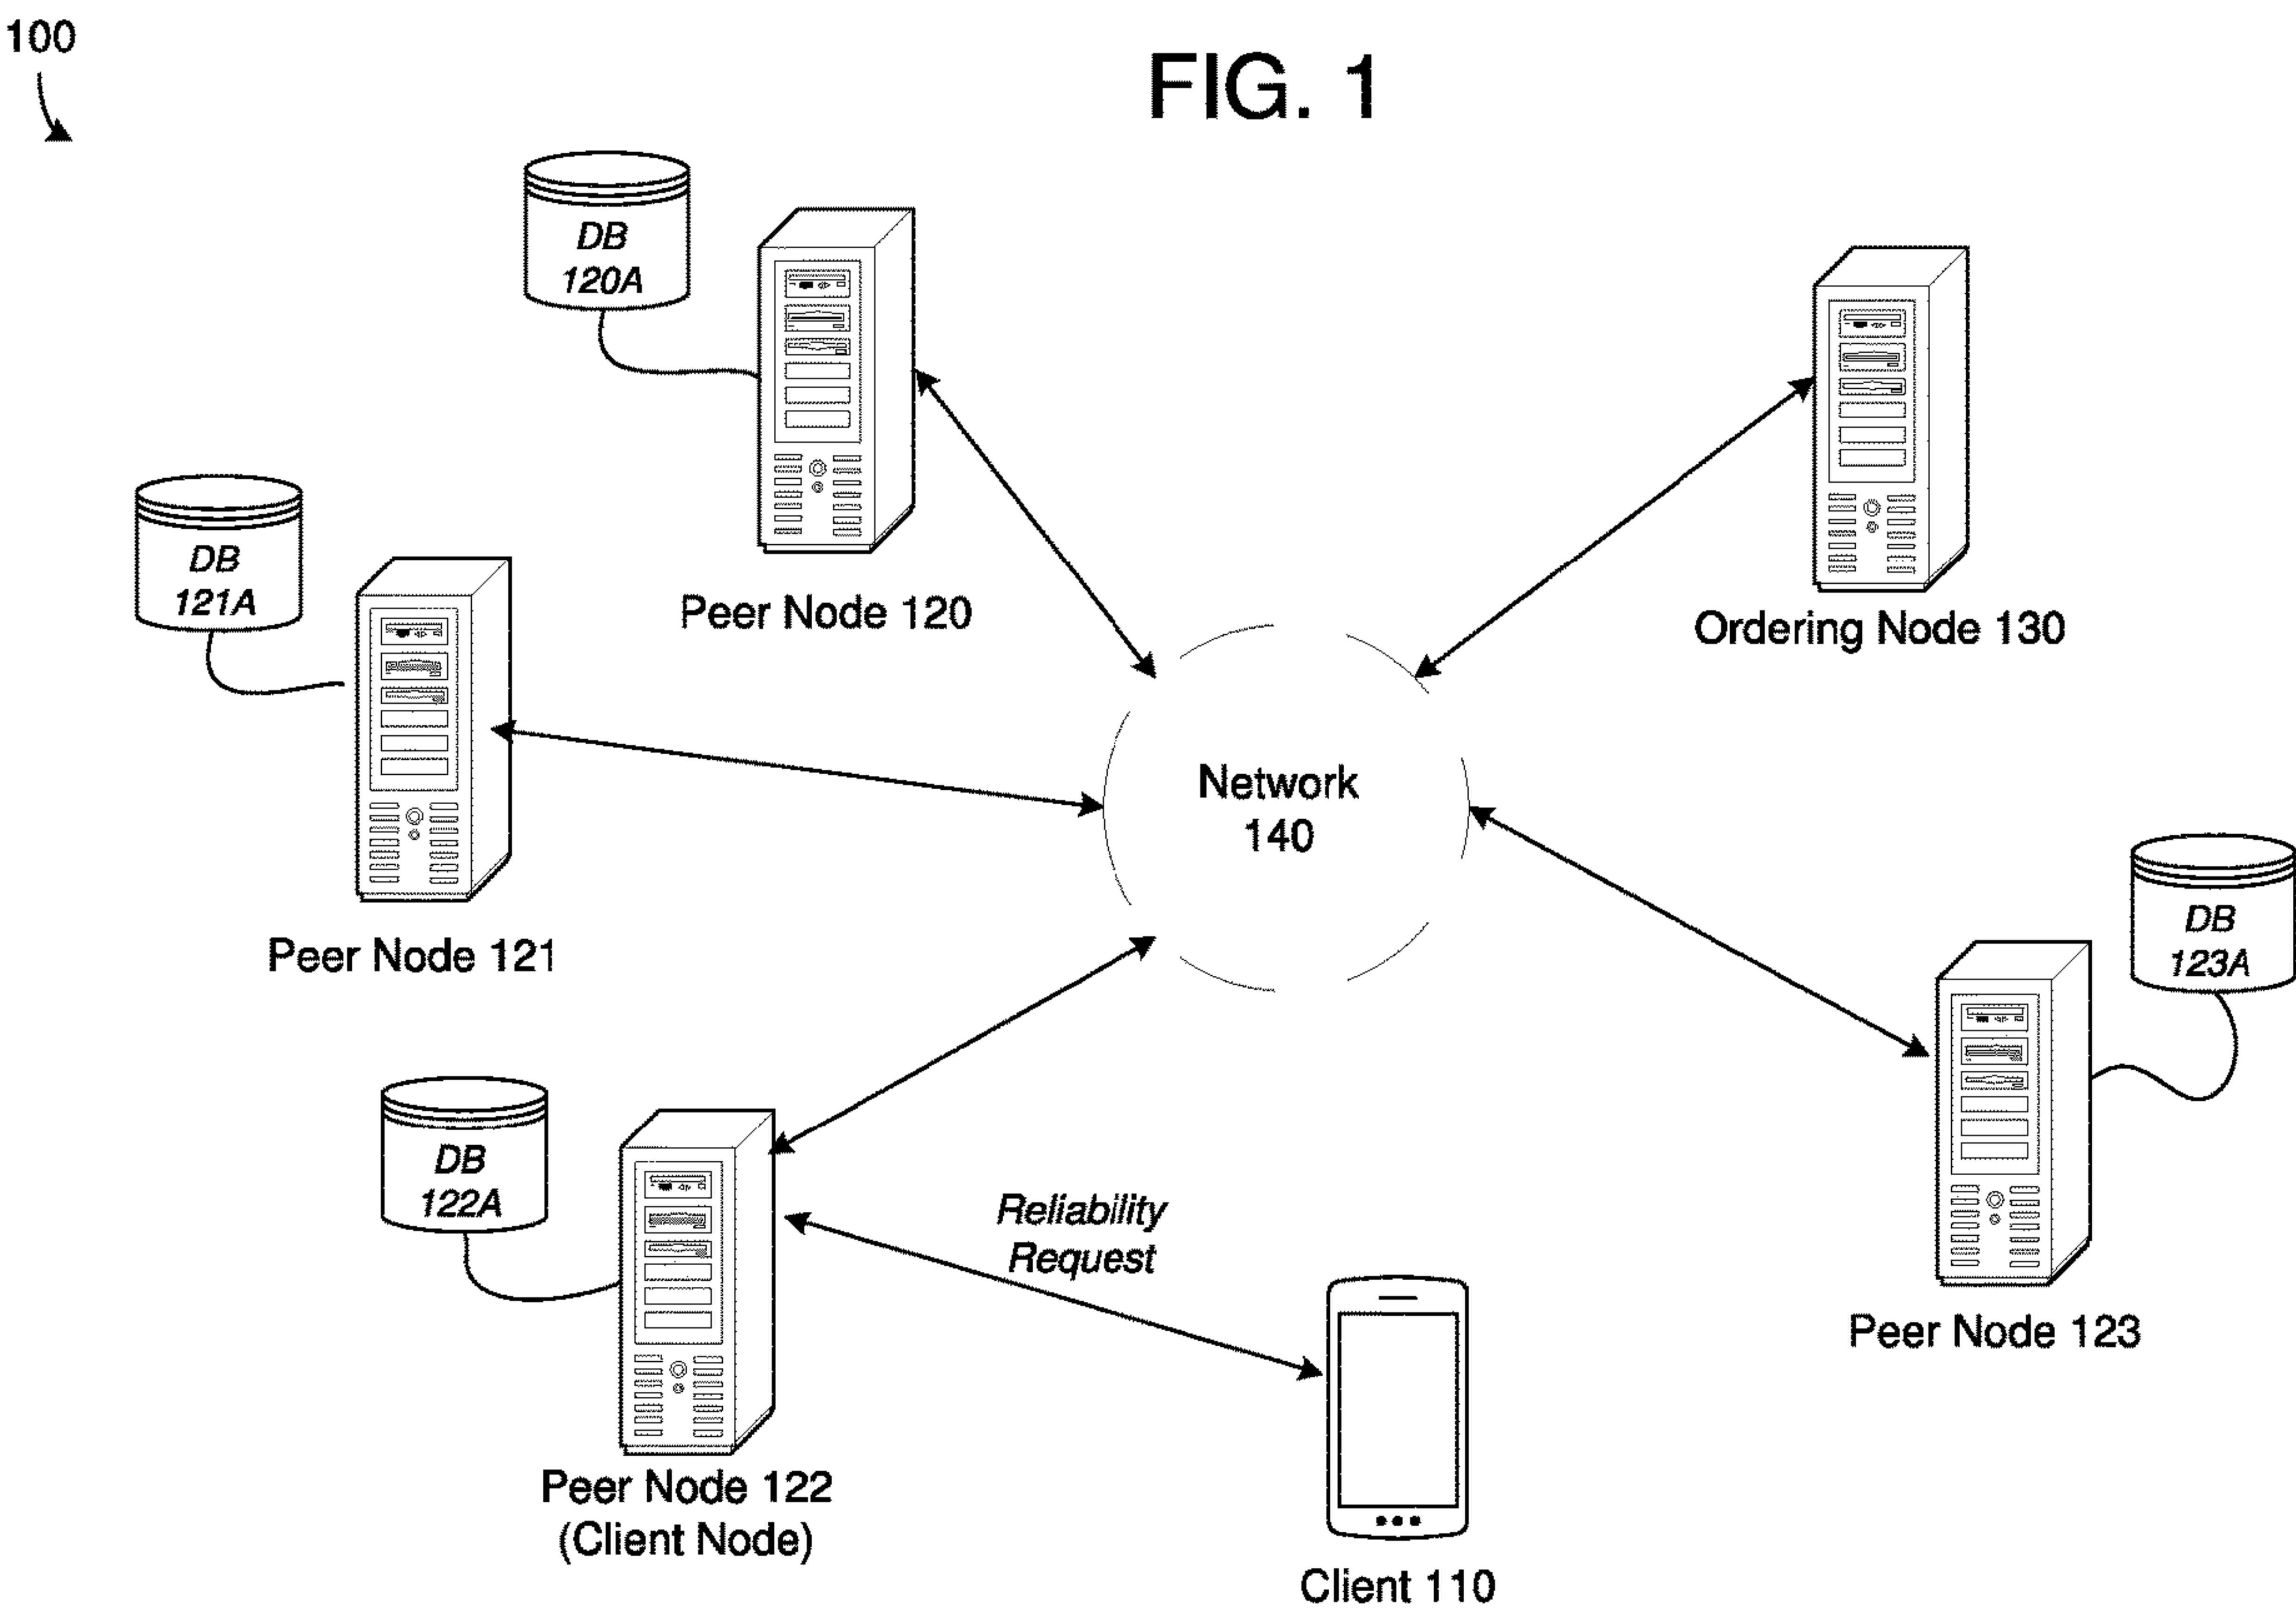 100
FIG. 1
DB
120A
Peer Node 120
Ordering Node 130
DB
121A
Peer Node 121
Network
140
DB
123A
Peer Node 123
DB
122A
Reliability
Request
Peer Node 122
(Client Node)
Client 110